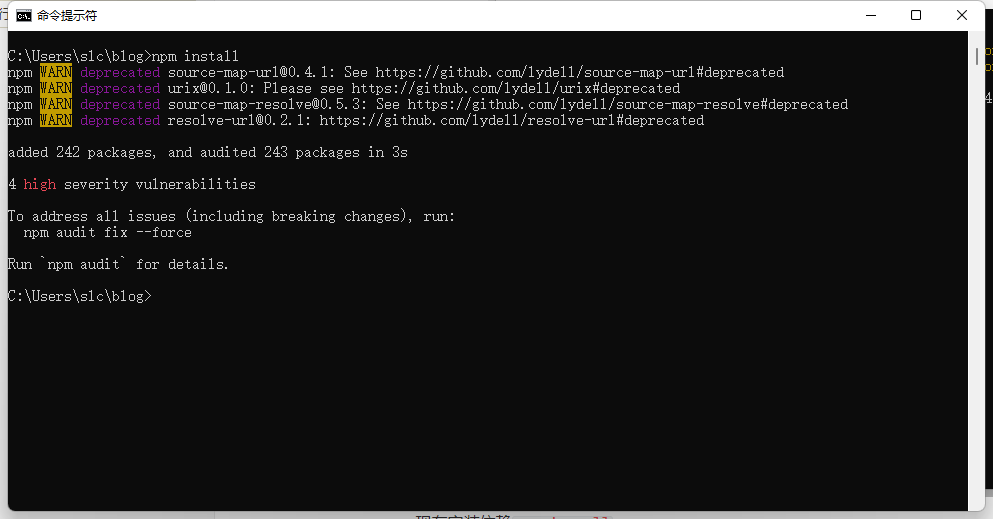 命令提示符
C:\Users\slc\blog>npm install
npm WARN deprecated source-map-url@0.4.1: See https://github.com/lydell/source-map-url#deprecated
npm WARN deprecated urix@0.1.0: Please see https://github.com/lydell/urix#deprecated
npm WARN deprecated source-map-resolve@0.5.3: See https://github.com/lydell/source-map-resolve#deprecated
npm WARN deprecated resolve-url@0.2.1: https://github.com/lydell/resolve-url#deprecated
added 242 packages, and audited 243 packages in 3s
4 high severity vulnerabilities
To address all issues (including breaking changes), run:
npm audit fix --force
Run `npm audit` for details.
C:\Users\slc\blog>